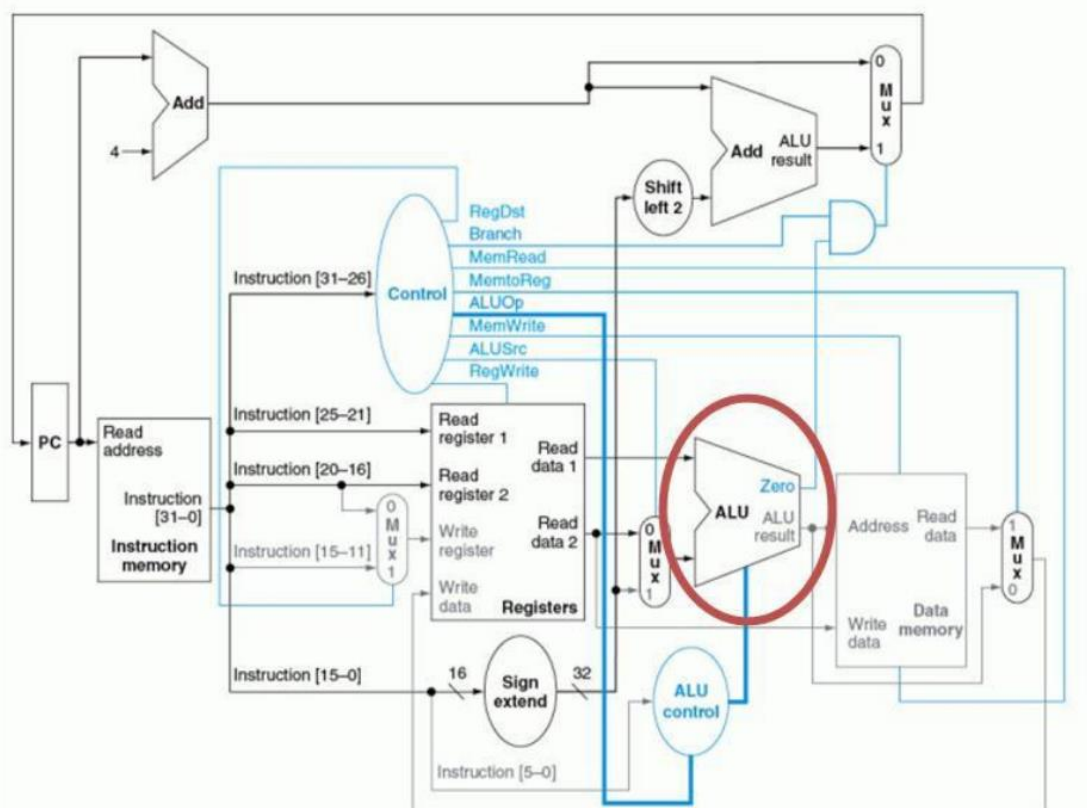 Add
4
0
M
u
x
1
Add
ALU
result
Shift
left 2
RegDst
Branch
MemRead
MemtoReg
ALUOp
MemWrite
ALUSrc
RegWrite
Control
Instruction [31–26]
PC
Read
address
Instruction
[31–0]
Instruction
memory
Instruction [25–21]
Instruction [20–16]
Instruction [15–11]
0
M
u
x
1
Read
register 1
Read
register 2
Write
register
Write
data
Read
data 1
Read
data 2
Registers
0
M
u
x
1
Zero
ALU
ALU
result
Address
Read
data
Write
data
Data
memory
1
M
u
x
0
Instruction [15–0]
16
Sign
extend
32
ALU
control
Instruction [5–0]